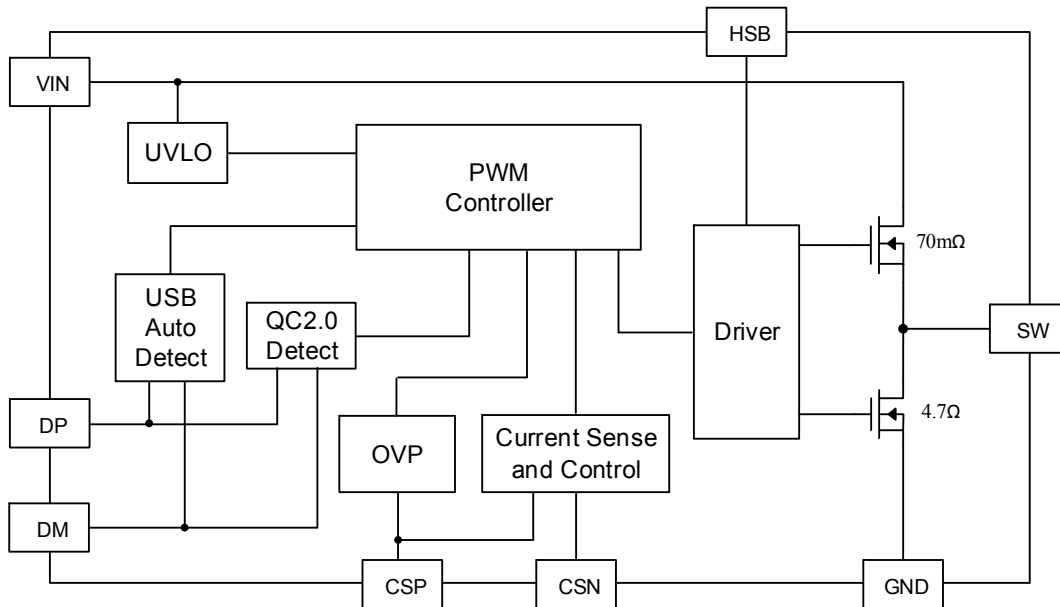 HSB
VIN
UVLO
PWM
Controller
70mΩ
USB
Auto
Detect
QC2.0
Detect
Driver
SW
DP
OVP
Current Sense
and Control
4.7Ω
DM
CSP
CSN
GND